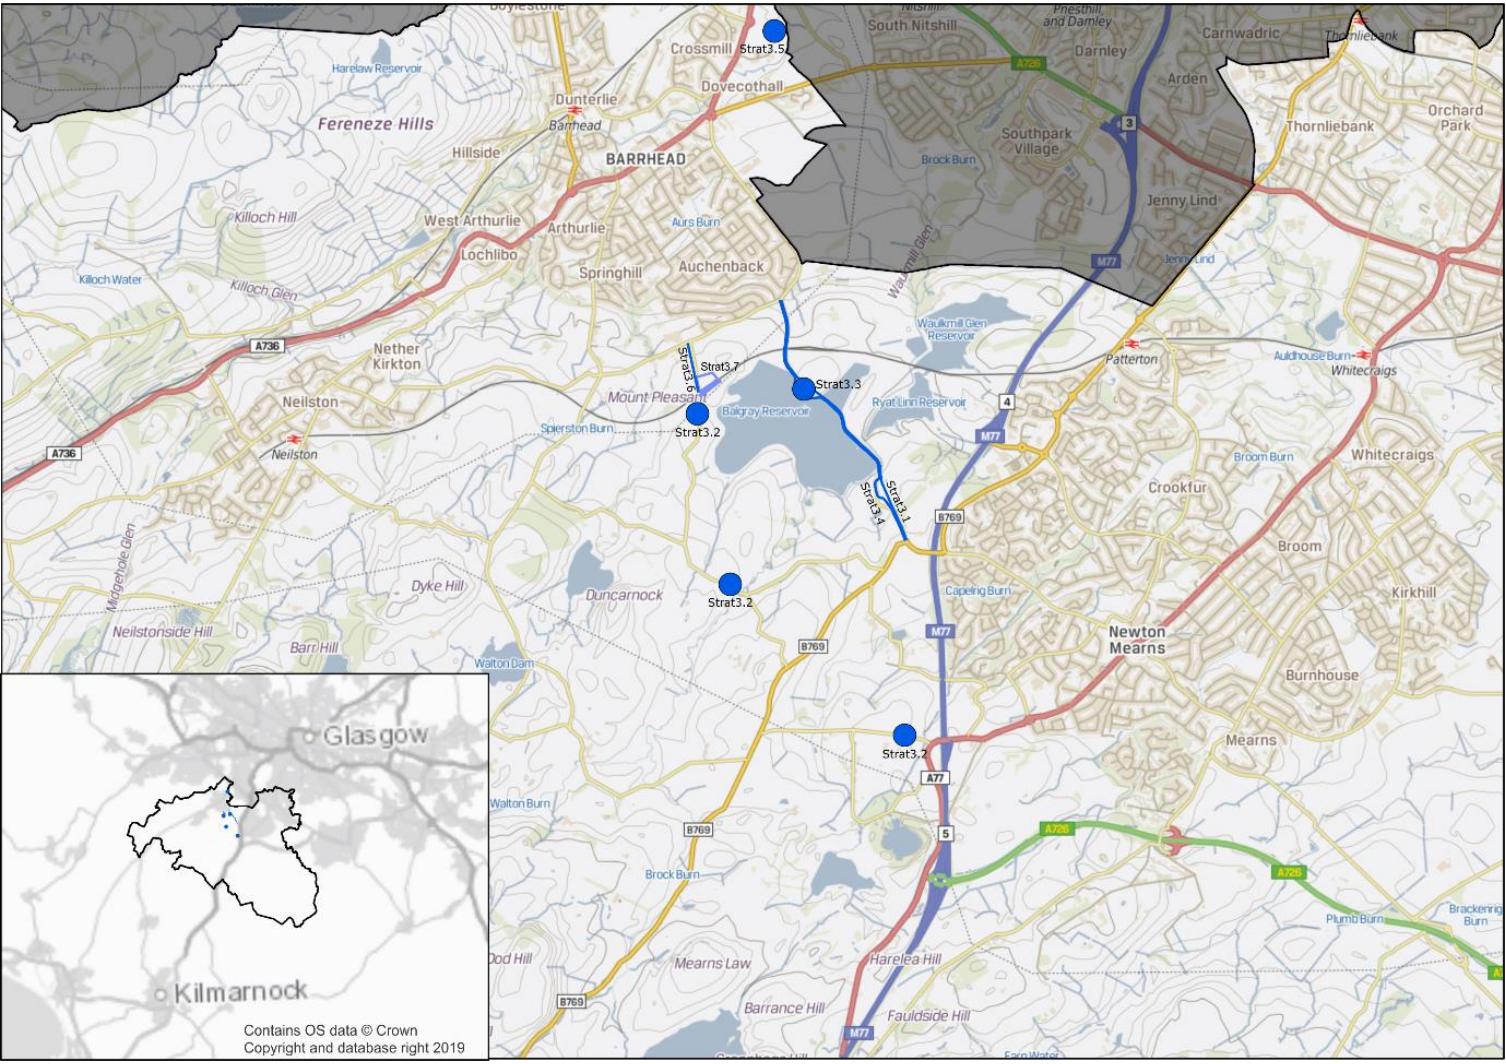 Boylestone
Nitshill
Priesthill
and Darnley
South Nitshill
Carnwadric
Thornliebank
Strat3.5
Crossmill
Harelaw Reservoir
Darnley
A726
Arden
Dovecothall
Dunterlie
Barrhead
Fereneze Hills
Orchard
Park
Thornliebank
3
Southpark
Village
Hillside
BARRHEAD
Brock Burn
Jenny Lind
Killoch Hill
West Arthurlie
Arthurlie
Aurs Burn
Lochlibo
Waulkmill Glen
Springhill
Auchenback
M77
Jenny Lind
Killoch Water
Killoch Glen
Waulkmill Glen
Reservoir
A736
Nether
Kirkton
Patterton
Auldhouse Burn
Whitecraigs
Strat3.6
Strat3.7
Mount Pleasant
Strat3.3
Neilston
Balgray Reservoir
Ryat Linn Reservoir
4
Spierston Burn
Strat3.2
M77
Neilston
A736
Broom Burn
Whitecraigs
Crookfur
Strat3.1
Strat3.4
B769
Broom
Midgehole Glen
Dyke Hill
Duncarnock
Strat3.2
Capelrig Burn
Kirkhill
Neilstonside Hill
Barr Hill
M77
Newton
Mearns
B769
Walton Dam
Burnhouse
Strat3.2
Mearns
Glasgow
A77
Walton Burn
B769
5
A726
Brock Burn
A726
Plumb Burn
Brackenrig
Burn
Dod Hill
Mearns Law
Harelea Hill
A
Kilmarnock
B769
Barrance Hill
Fauldside Hill
M77
Contains OS data © Crown
Copyright and database right 2019
Earn Water